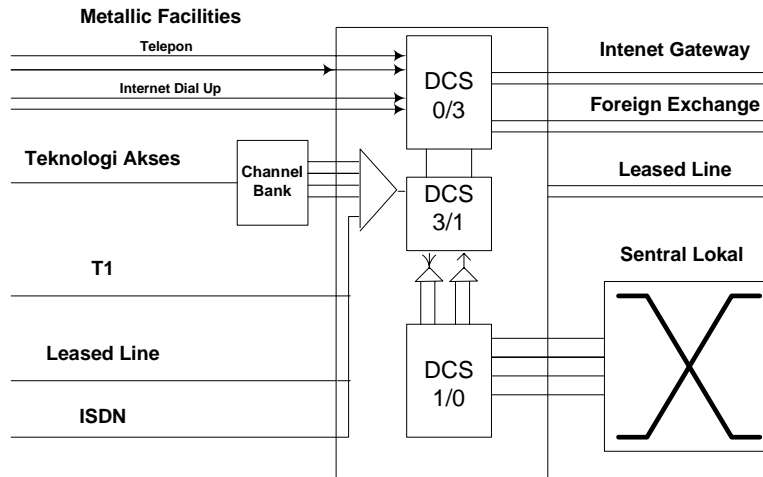 Metallic Facilities
Telepon
Internet Dial Up
Teknologi Akses
Channel
Bank
T1
Leased Line
ISDN
DCS
0/3
DCS
3/1
DCS
1/0
Intenet Gateway
Foreign Exchange
Leased Line
Sentral Lokal